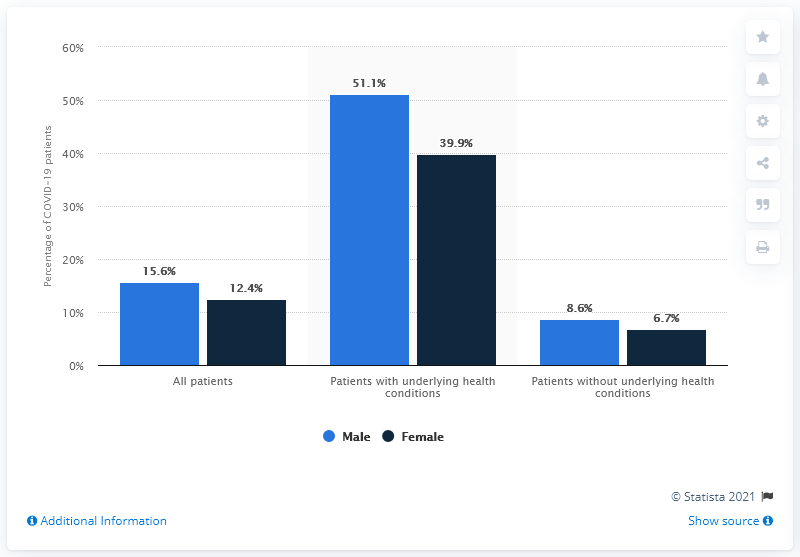 60%
50%
40%
30%
20%
10%
0%
Percentage of COVID-19 patients
15.6%
12.4%
51.1%
39.9%
8.6%
6.7%
All patients
Patients with underlying health
conditions
Patients without underlying health
conditions
Male Female
© Statista 2021
Additional Information
Show source